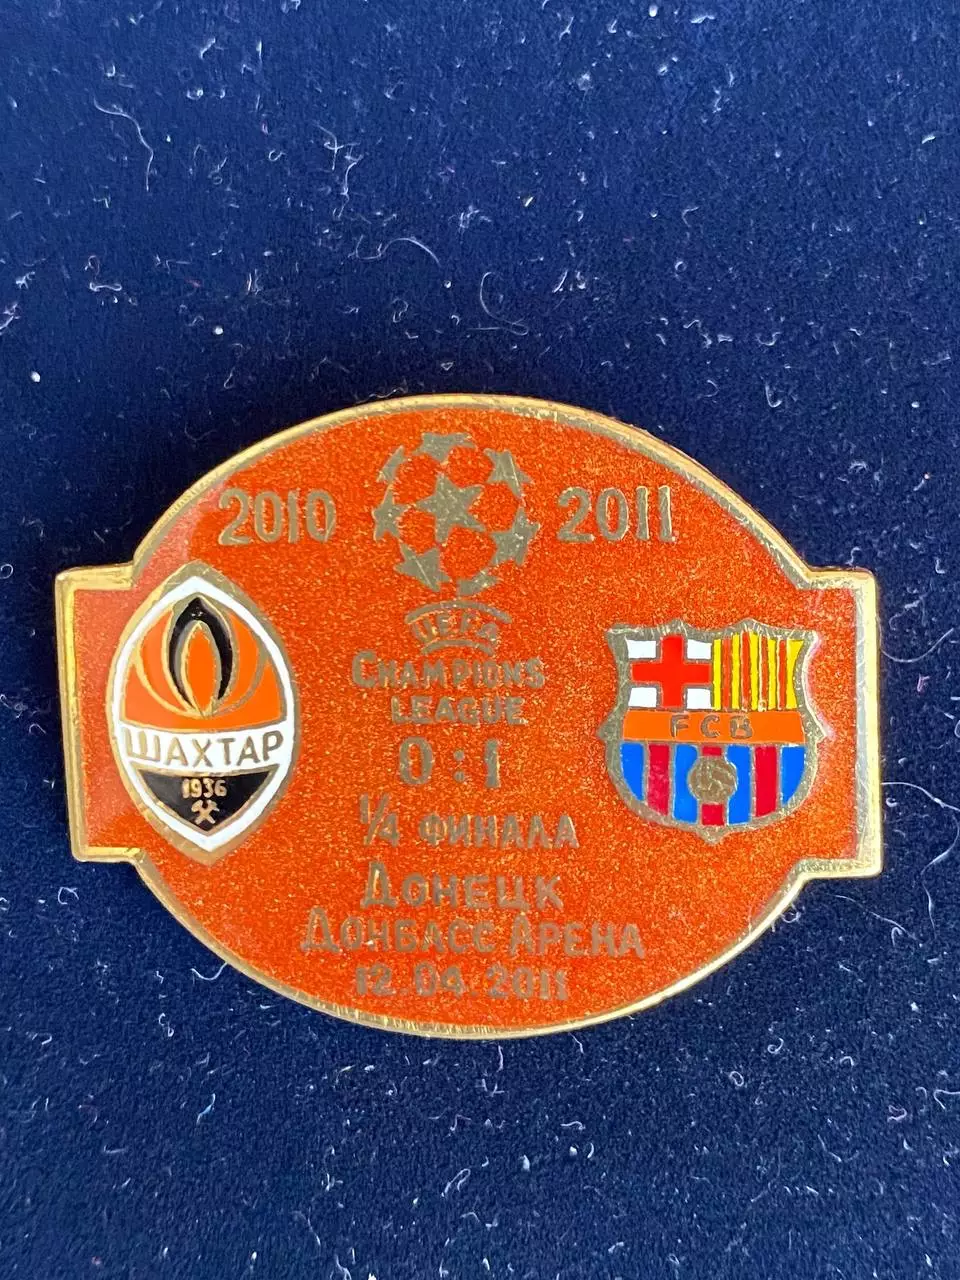 2010 2011
UEFA
CHAMPIONS
LEAGUE
0:1
1/4 ФИНАЛА
ДОНЕЦК
ДОНБАСС АРЕНА
12.04.2011
ШАХТАР
1936
FCB